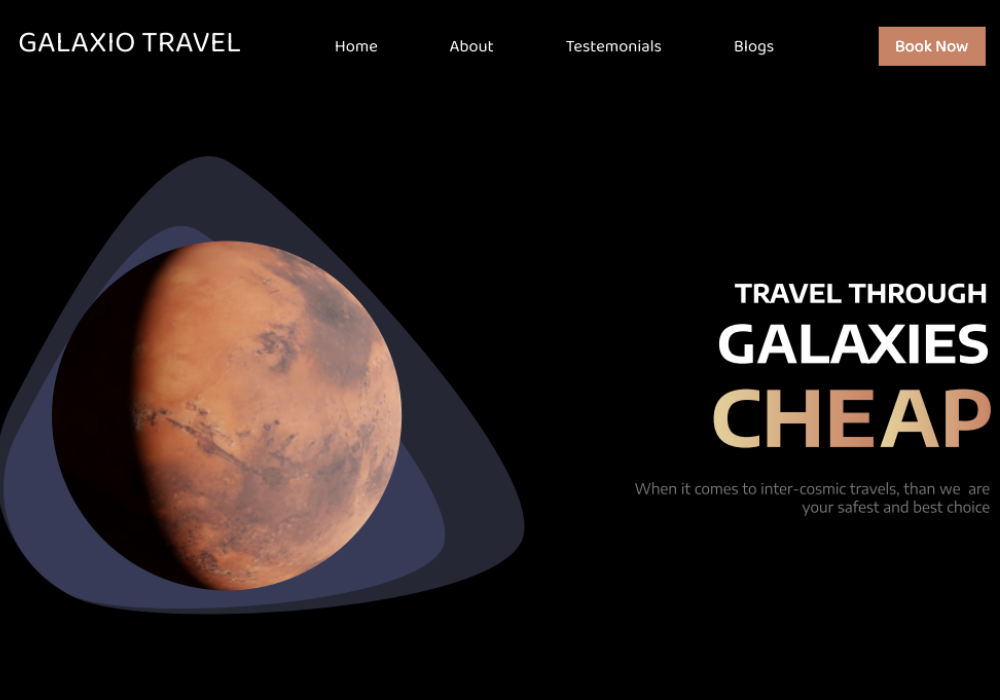 GALAXIO TRAVEL
Home
About
Testemonials
Blogs
Book Now
TRAVEL THROUGH
GALAXIES
CHEAP
When it comes to inter-cosmic travels, than we are
your safest and best choice